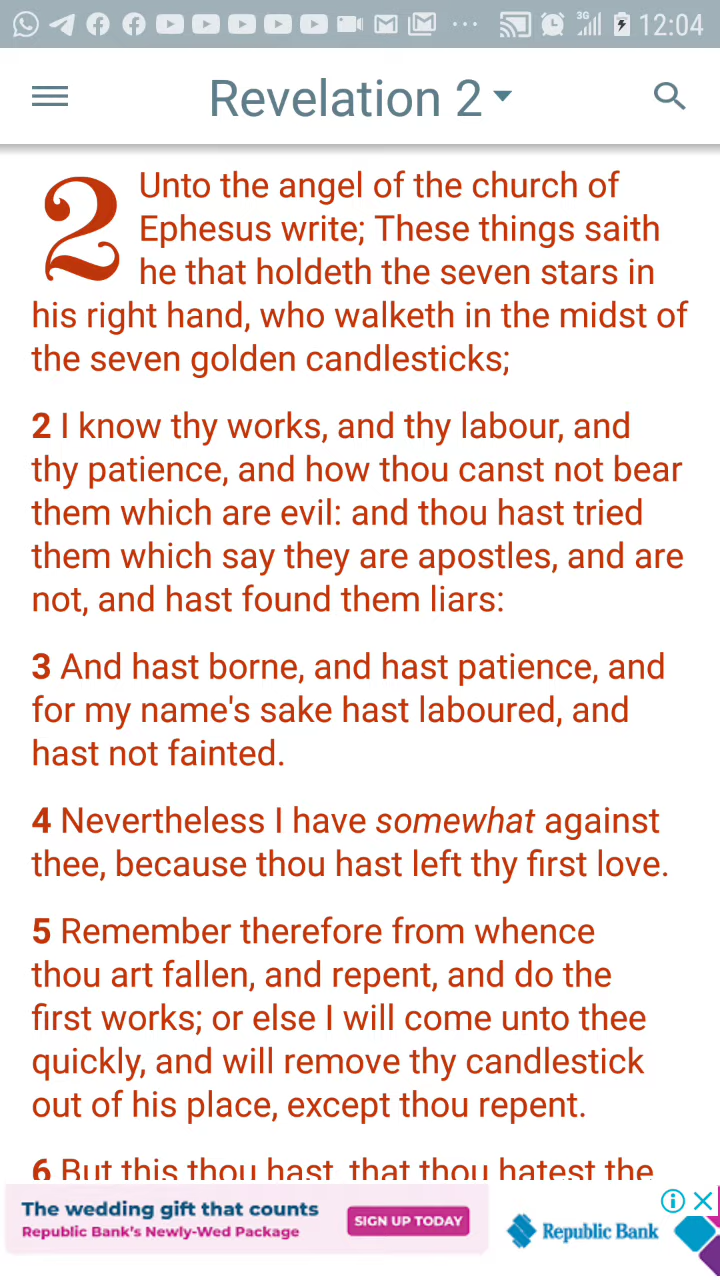 3G
12:04
Revelation 2
2 Unto the angel of the church of
Ephesus write; These things saith
he that holdeth the seven stars in
his right hand, who walketh in the midst of
the seven golden candlesticks;
2 I know thy works, and thy labour, and
thy patience, and how thou canst not bear
them which are evil: and thou hast tried
them which say they are apostles, and are
not, and hast found them liars:
3 And hast borne, and hast patience, and
for my name's sake hast laboured, and
hast not fainted.
4 Nevertheless I have somewhat against
thee, because thou hast left thy first love.
5 Remember therefore from whence
thou art fallen, and repent, and do the
first works; or else I will come unto thee
quickly, and will remove thy candlestick
out of his place, except thou repent.
6 But this thou hast, that thou hatest the
The wedding gift that counts
Republic Bank's Newly-Wed Package
SIGN UP TODAY
Republic Bank